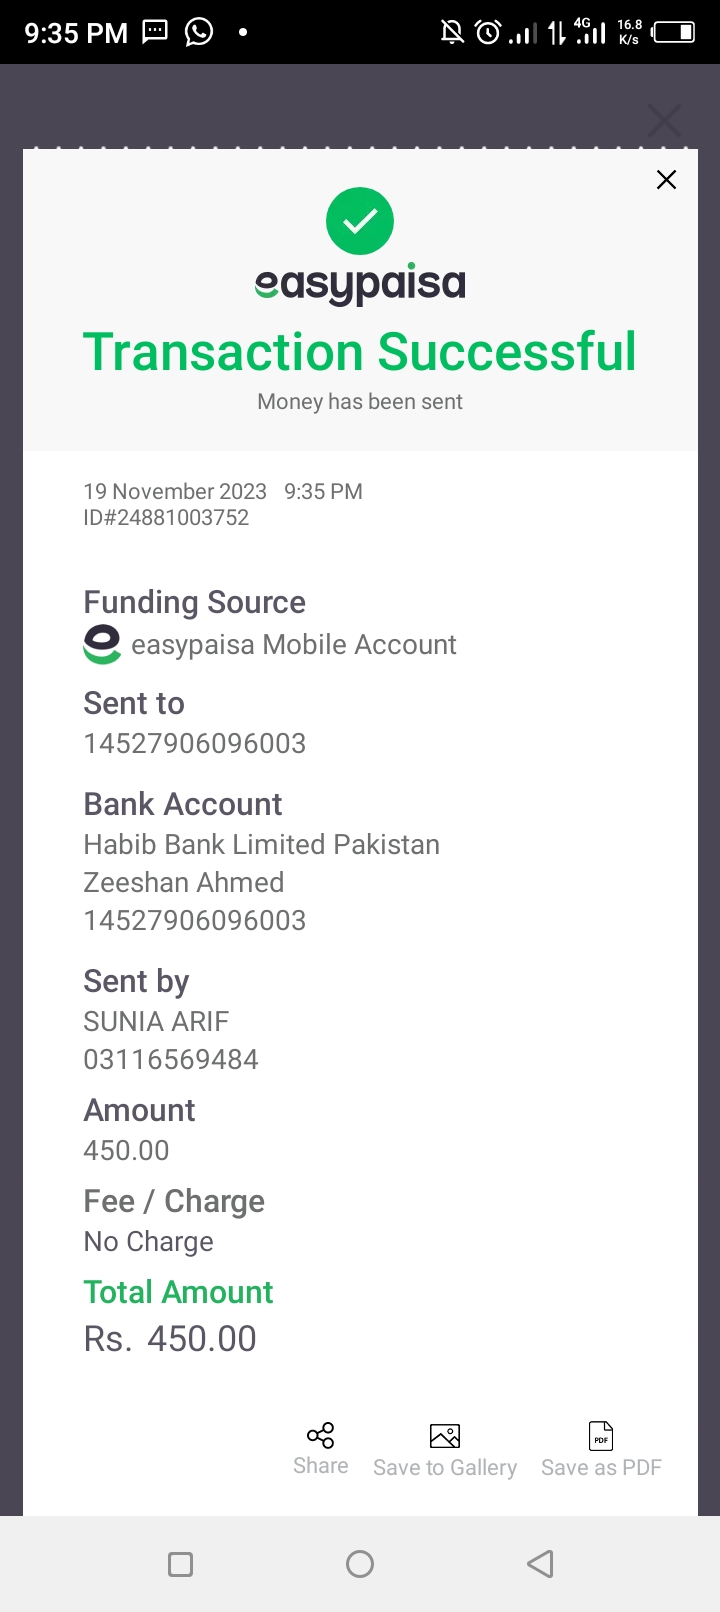 9:35 PM
4G
16.8
K/s
easypaisa
Transaction Successful
Money has been sent
19 November 2023 9:35 PM
ID#24881003752
Funding Source
easypaisa Mobile Account
Sent to
14527906096003
Bank Account
Habib Bank Limited Pakistan
Zeeshan Ahmed
14527906096003
Sent by
SUNIA ARIF
03116569484
Amount
450.00
Fee / Charge
No Charge
Total Amount
Rs. 450.00
PDF
Share
Save to Gallery
Save as PDF